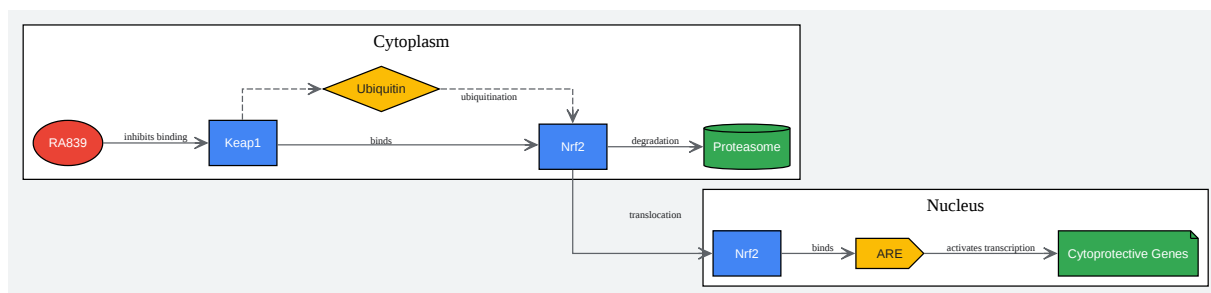 Cytoplasm
Ubiquitin
ubiquitination
RA839
inhibits binding
Keap1
binds
Nrf2
degradation
Proteasome
translocation
Nucleus
Nrf2
binds
ARE
activates transcription
Cytoprotective Genes